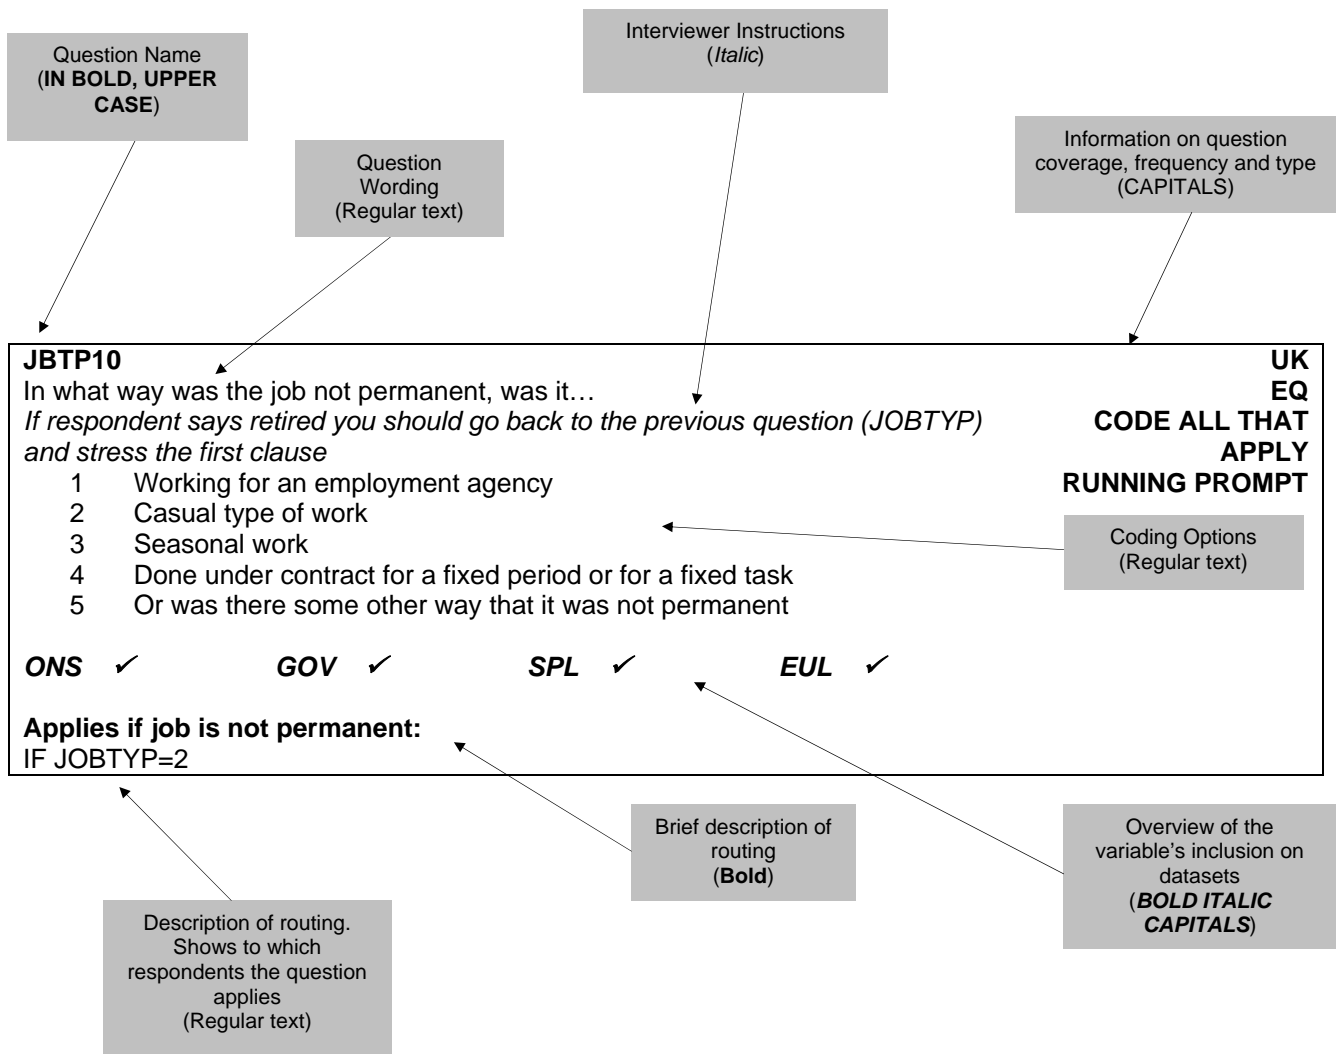 Question Name
(IN BOLD, UPPER
CASE)
Interviewer Instructions
(Italic)
Question
Wording
(Regular text)
Information on question
coverage, frequency and type
(CAPITALS)
JBTP10
UK
In what way was the job not permanent, was it…
EQ
If respondent says retired you should go back to the previous question (JOBTYP)
CODE ALL THAT
and stress the first clause
APPLY
1 Working for an employment agency
RUNNING PROMPT
2 Casual type of work
3 Seasonal work
4 Done under contract for a fixed period or for a fixed task
5 Or was there some other way that it was not permanent
Coding Options
(Regular text)
ONS ✓ GOV ✓ SPL ✓ EUL ✓
Applies if job is not permanent:
IF JOBTYP=2
Brief description of
routing
(Bold)
Overview of the
variable's inclusion on
datasets
(BOLD ITALIC
CAPITALS)
Description of routing.
Shows to which
respondents the question
applies
(Regular text)